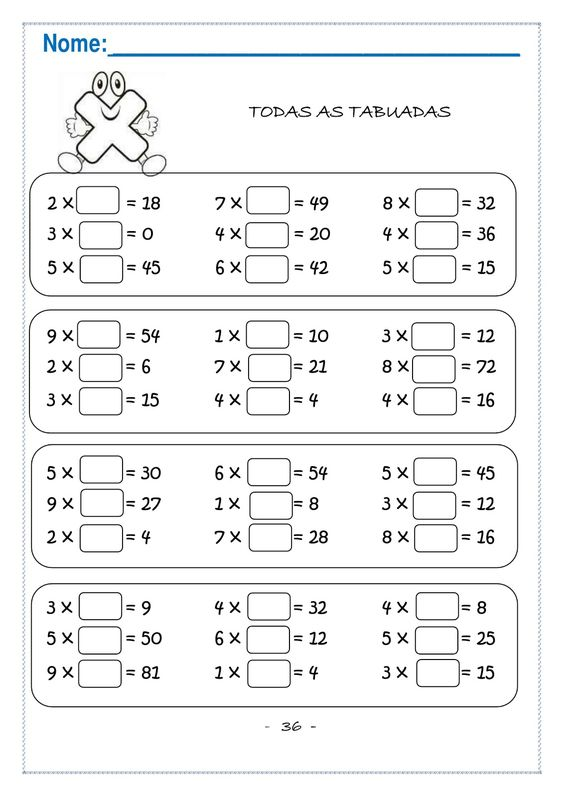 Nome:
TODAS AS TABUADAS
2 × = 18 7 × = 49 8 × = 32
3 × = 0 4 × = 20 4 × = 36
5 × = 45 6 × = 42 5 × = 15
9 × = 54 1 × = 10 3 × = 12
2 × = 6 7 × = 21 8 × = 72
3 × = 15 4 × = 4 4 × = 16
5 × = 30 6 × = 54 5 × = 45
9 × = 27 1 × = 8 3 × = 12
2 × = 4 7 × = 28 8 × = 16
3 × = 9 4 × = 32 4 × = 8
5 × = 50 6 × = 12 5 × = 25
9 × = 81 1 × = 4 3 × = 15
- 36 -